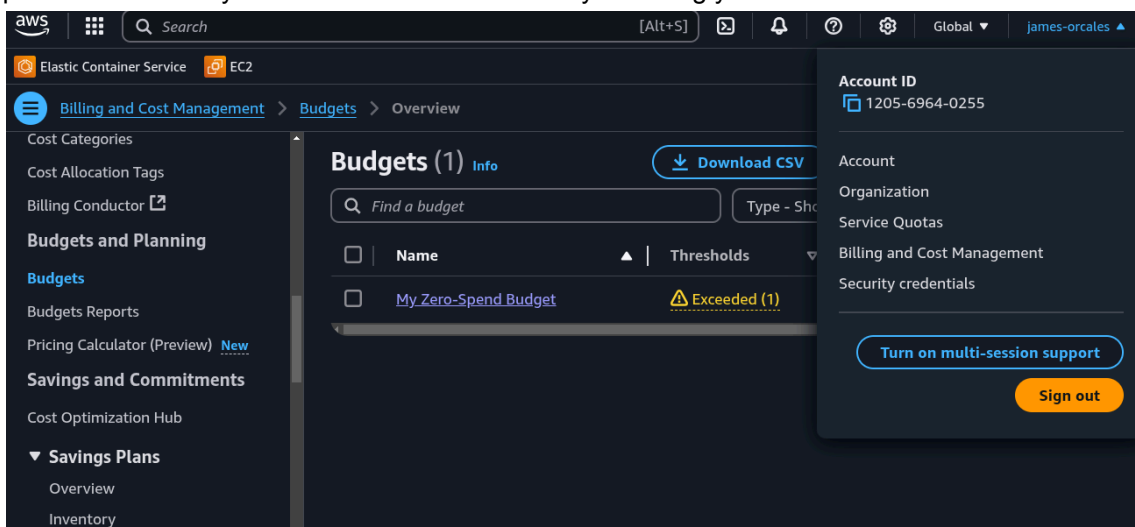 aws
Search
[Alt+S]
Global ▼
james-orcales ▲
Elastic Container Service
EC2
Billing and Cost Management > Budgets > Overview
Cost Categories
Cost Allocation Tags
Billing Conductor
Budgets and Planning
Budgets
Budgets Reports
Pricing Calculator (Preview) New
Savings and Commitments
Cost Optimization Hub
▼ Savings Plans
Overview
Inventory
Budgets (1) Info
Download CSV
Find a budget
Type - Sho
Name ▲
Thresholds
My Zero-Spend Budget
Exceeded (1)
Account ID
1205-6964-0255
Account
Organization
Service Quotas
Billing and Cost Management
Security credentials
Turn on multi-session support
Sign out